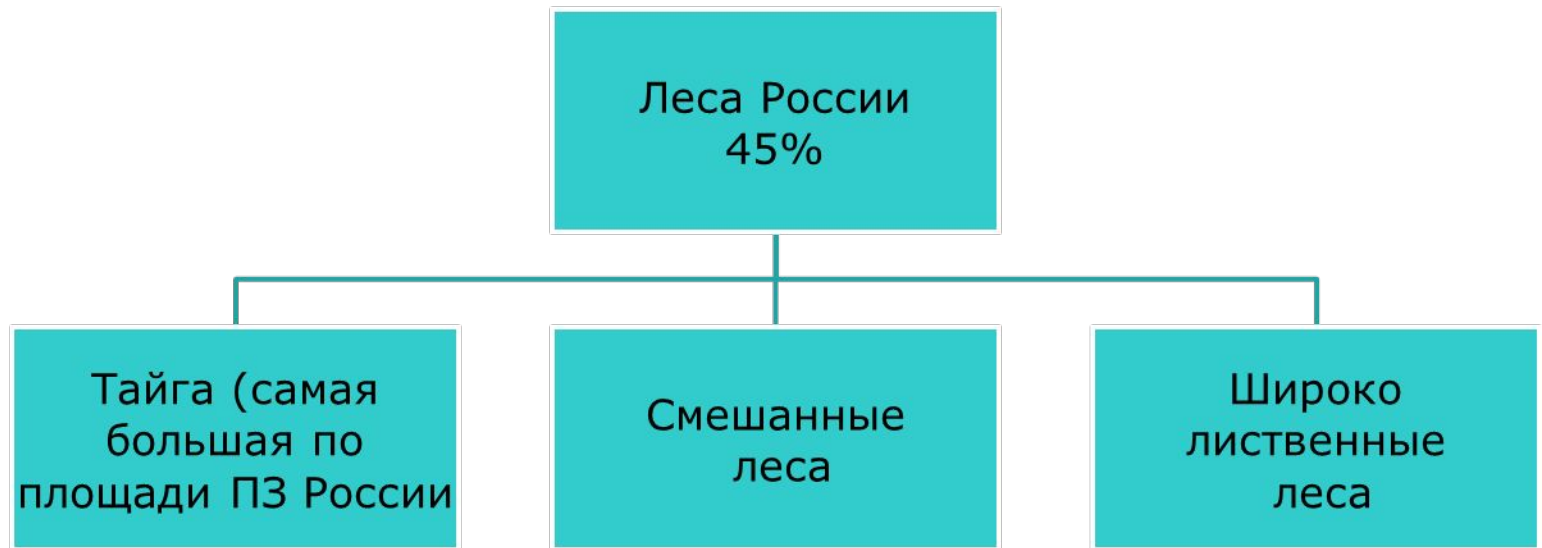 Леса России
45%
Тайга (самая
большая по
площади ПЗ России
Смешанные
леса
Широко
лиственные
леса